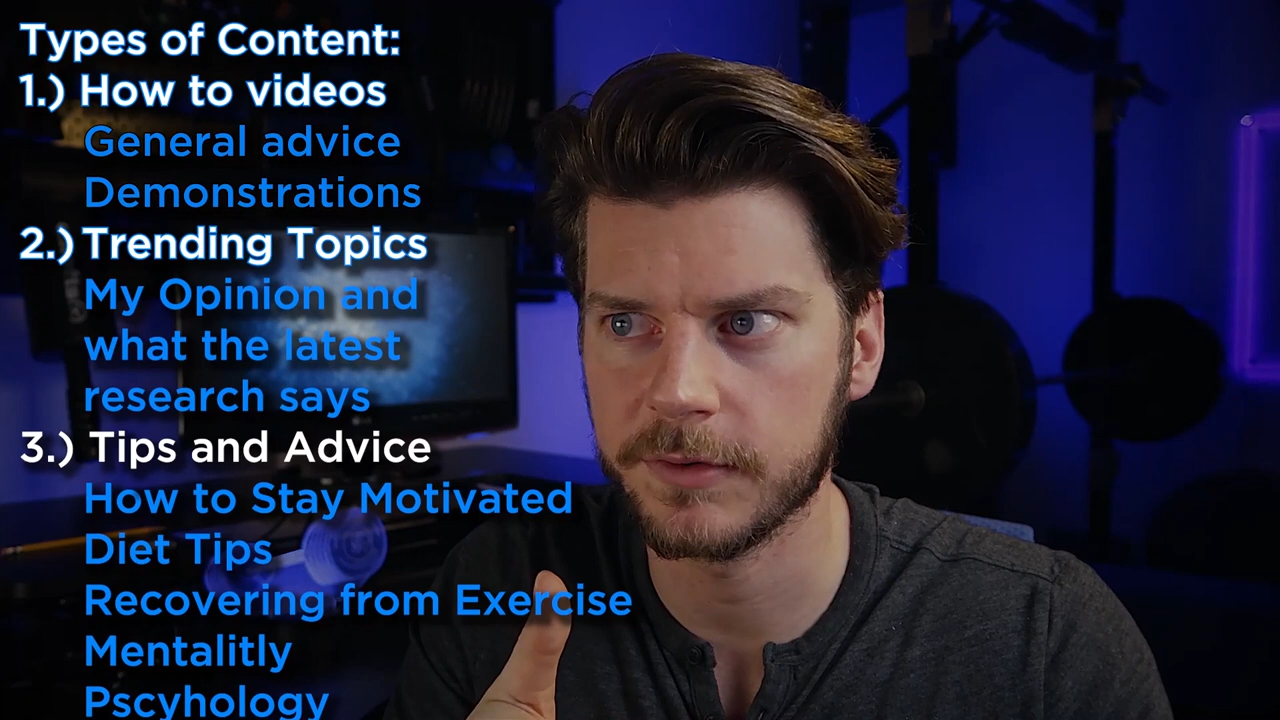 Types of Content:
1.) How to videos
General advice
Demonstrations
2.) Trending Topics
My Opinion and
what the latest
research says
3.) Tips and Advice
How to Stay Motivated
Diet Tips
Recovering from Exercise
Mentalitly
Pscyhology